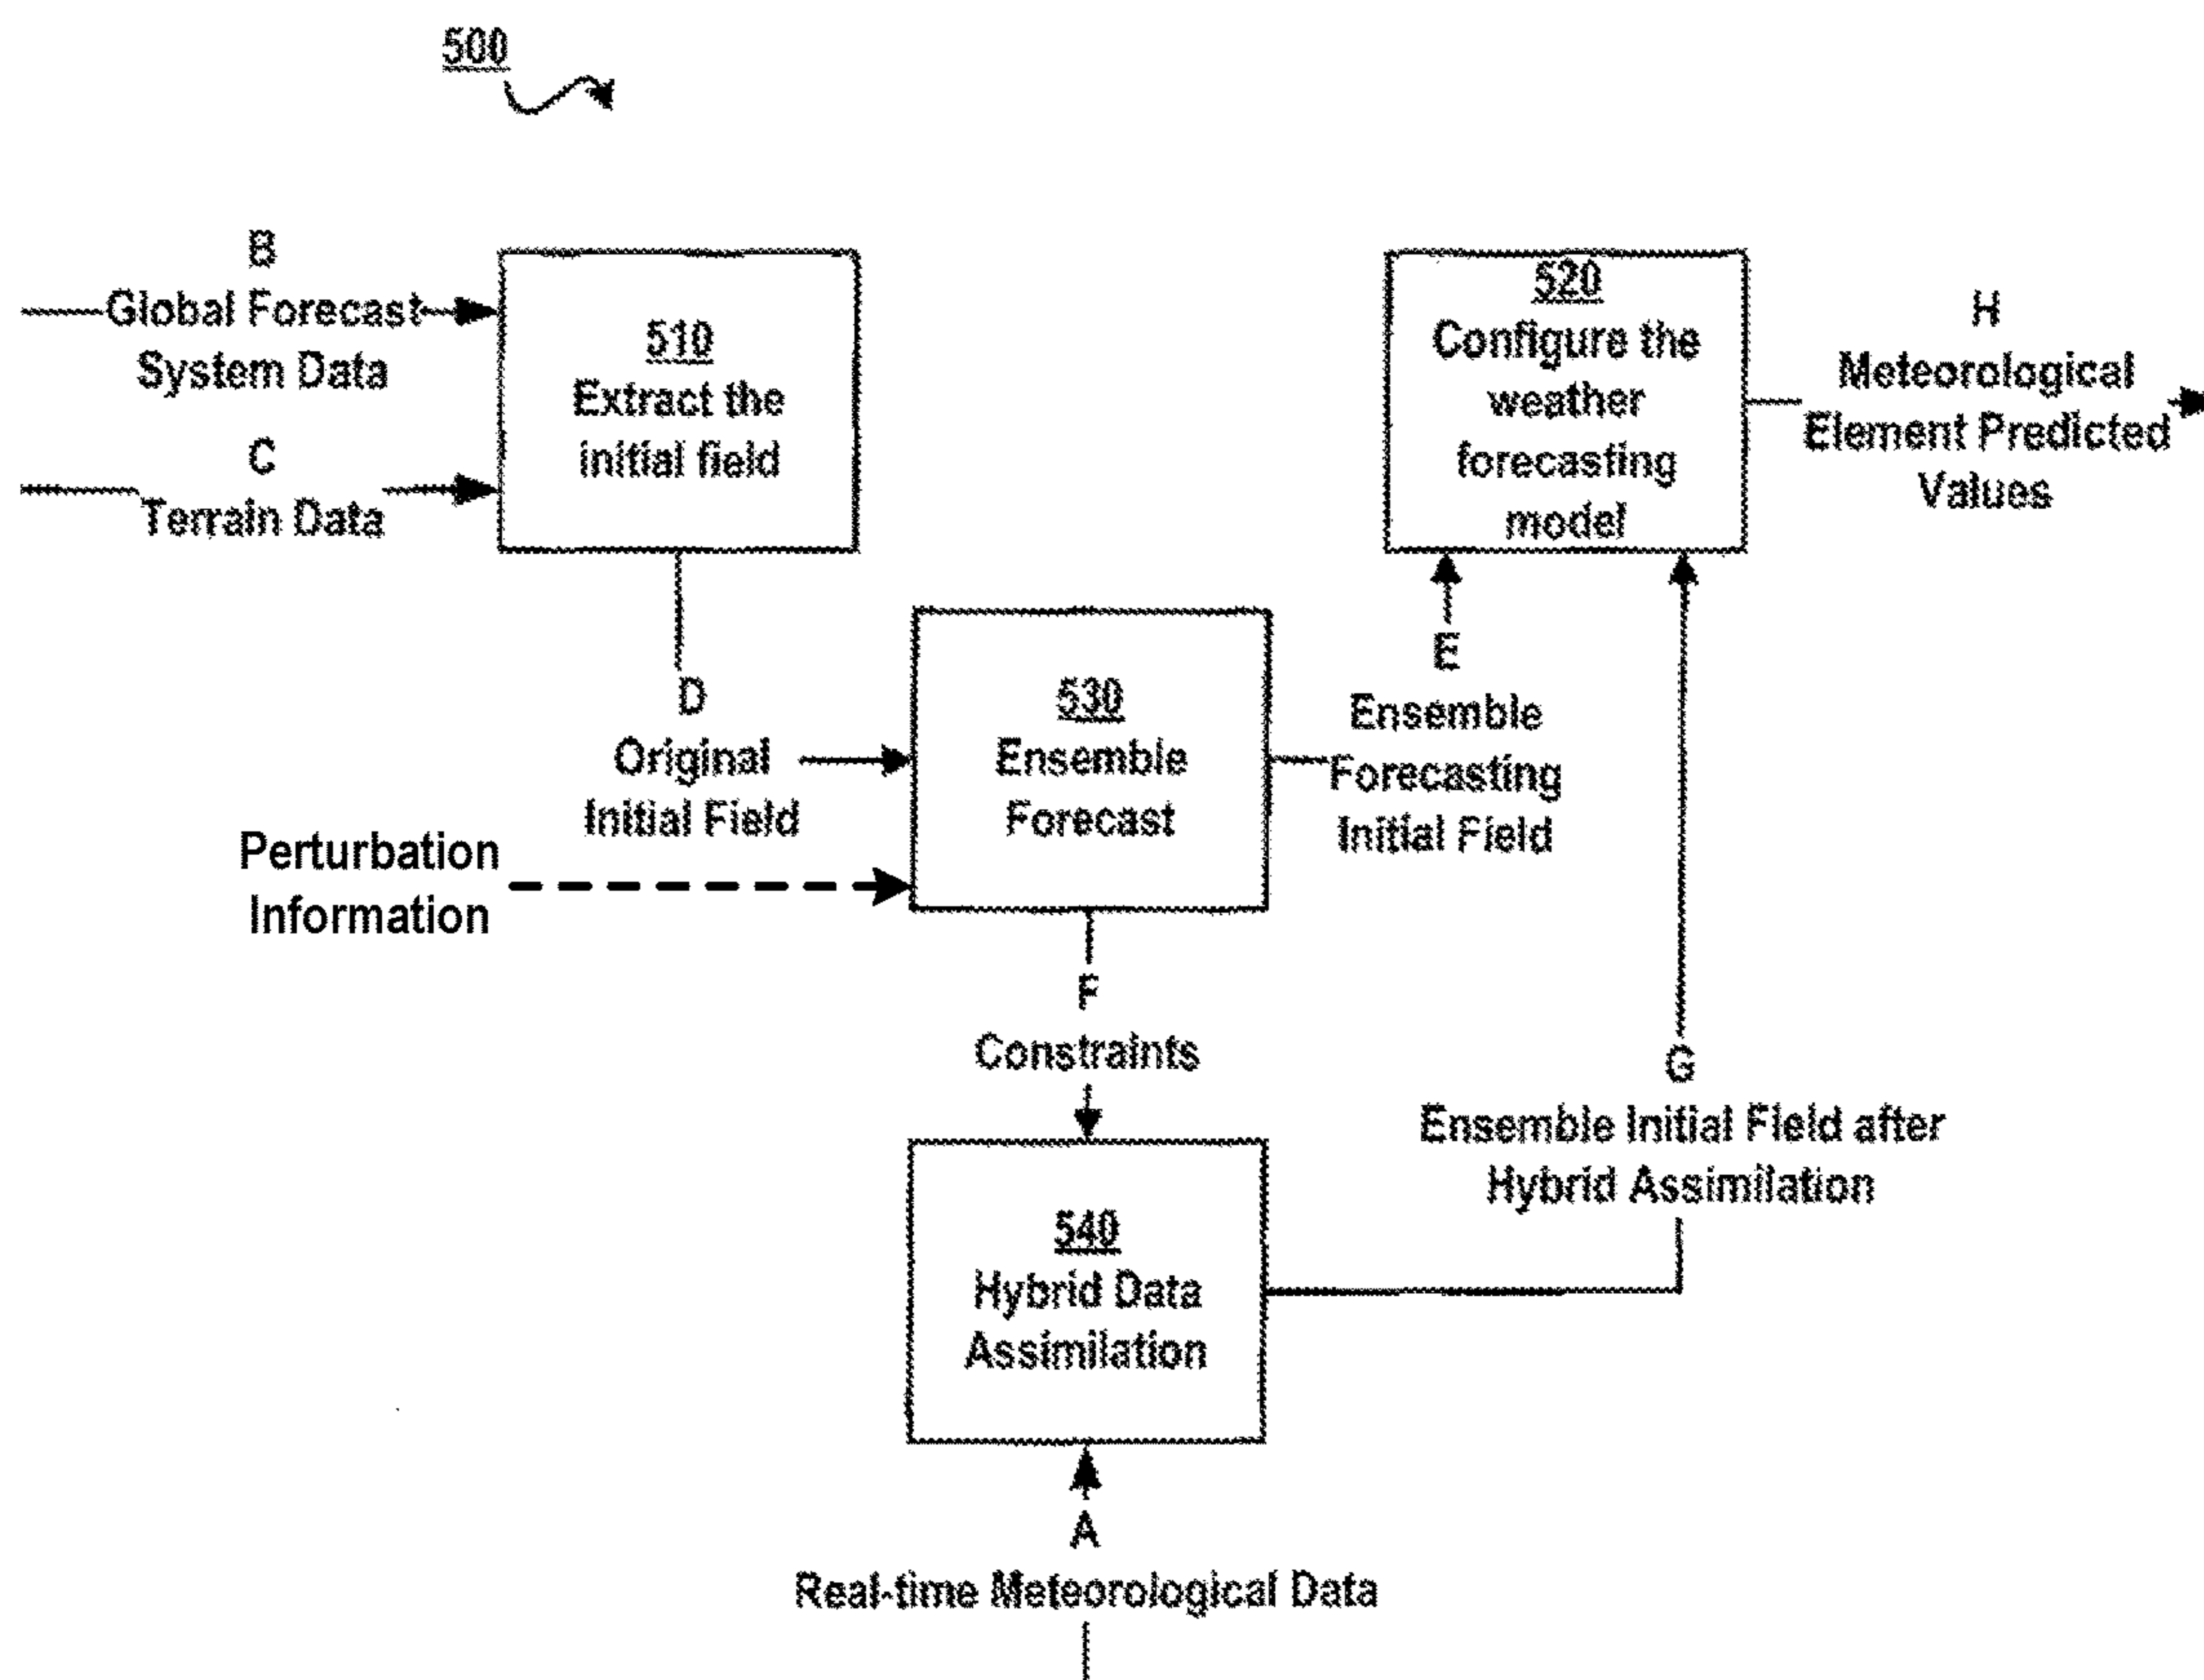 500
B
Global Forecast
System Data
C
Terrain Data
510
Extract the
initial field
520
Configure the
weather
forecasting
model
H
Meteorological
Element Predicted
Values
D
Original
Initial Field
Perturbation
Information
530
Ensemble
Forecast
E
Ensemble
Forecasting
Initial Field
F
Constraints
G
Ensemble Initial Field after
Hybrid Assimilation
540
Hybrid Data
Assimilation
A
Real-time Meteorological Data